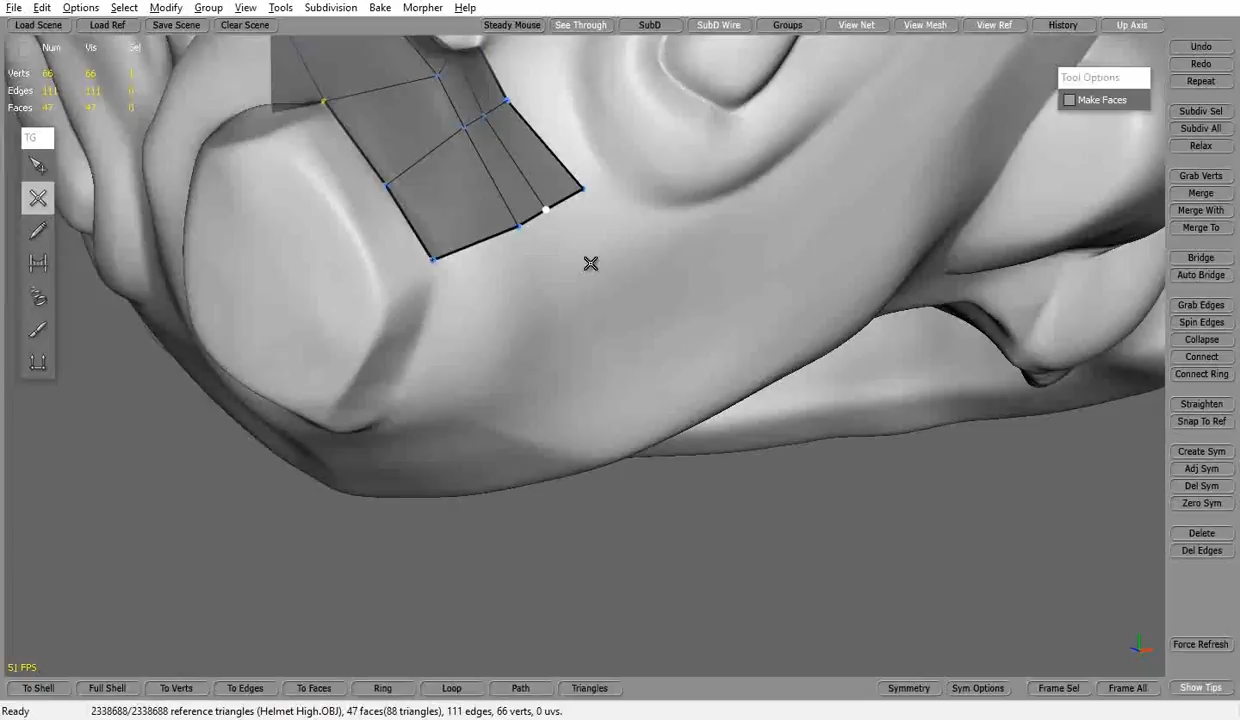 File Edit Options Select Modify Group View Tools Subdivision Bake Morpher Help
Load Scene Load Ref Save Scene Clear Scene Steady Mouse See Through SubD SubD Wire Groups View Net View Mesh View Ref History Up Axis
Num Vis Sel
Verts 66 66 1
Edges 111 111 0
Faces 47 47 0
TG
Tool Options
Make Faces
Undo
Redo
Repeat
Subdiv Sel
Subdiv All
Relax
Grab Verts
Merge
Merge With
Merge To
Bridge
Auto Bridge
Grab Edges
Spin Edges
Collapse
Connect
Connect Ring
Straighten
Snap To Ref
Create Sym
Adj Sym
Del Sym
Zero Sym
Delete
Del Edges
Force Refresh
51 FPS
To Shell Full Shell To Verts To Edges To Faces Ring Loop Path Triangles Symmetry Sym Options Frame Sel Frame All Show Tips
Ready 2338688/2338688 reference triangles (Helmet High.OBJ), 47 faces(88 triangles), 111 edges, 66 verts, 0 uvs.